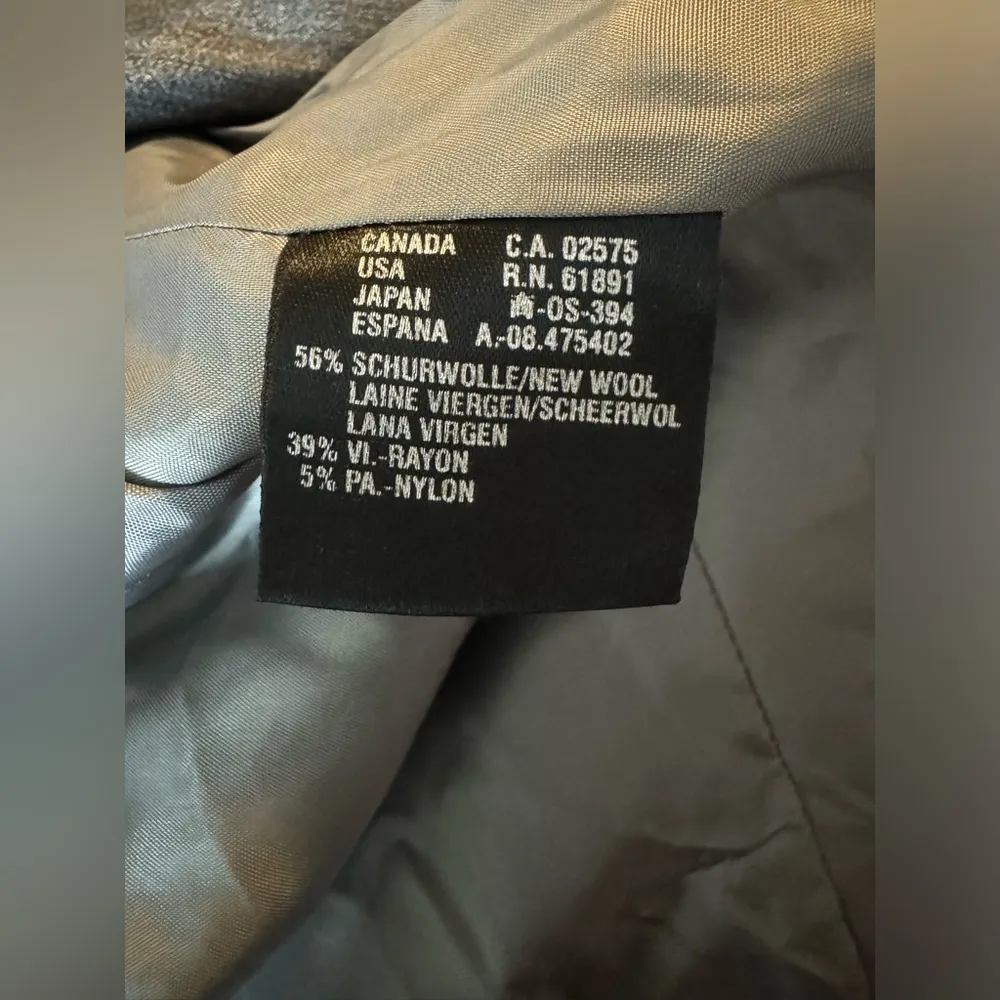 CANADA C.A. 02575
USA R.N. 61891
JAPAN -OS-394
ESPANA A.-08.475402
56% SCHURWOLLE/NEW WOOL
LAINE VIERGEN/SCHEERWOL
LANA VIRGEN
39% VI.-RAYON
5% PA.-NYLON